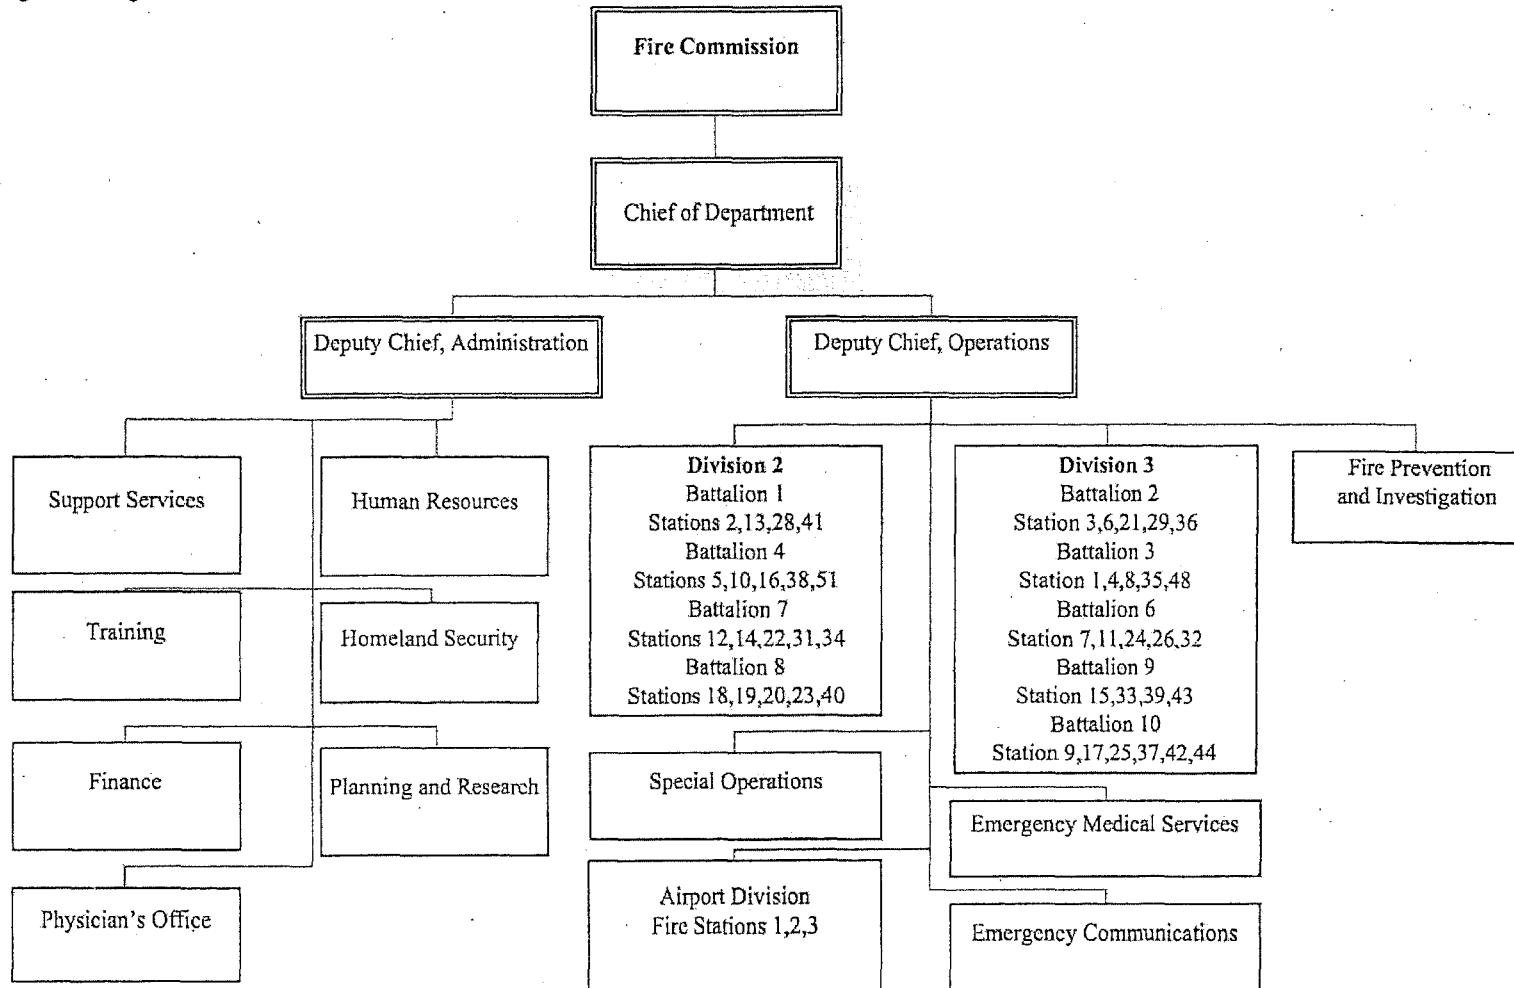 Fire Commission
Chief of Department
Deputy Chief, Administration
Deputy Chief, Operations
Support Services
Human Resources
Training
Homeland Security
Finance
Planning and Research
Physician's Office
Division 2
Battalion 1
Stations 2,13,28,41
Battalion 4
Stations 5,10,16,38,51
Battalion 7
Stations 12,14,22,31,34
Battalion 8
Stations 18,19,20,23,40
Division 3
Battalion 2
Station 3,6,21,29,36
Battalion 3
Station 1,4,8,35,48
Battalion 6
Station 7,11,24,26,32
Battalion 9
Station 15,33,39,43
Battalion 10
Station 9,17,25,37,42,44
Fire Prevention
and Investigation
Special Operations
Emergency Medical Services
Airport Division
Fire Stations 1,2,3
Emergency Communications